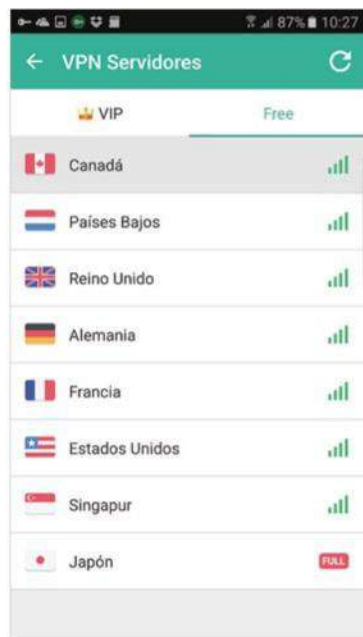 87% 10:27
VPN Servidores
VIP Free
Canadá
Países Bajos
Reino Unido
Alemania
Francia
Estados Unidos
Singapur
Japón FULL